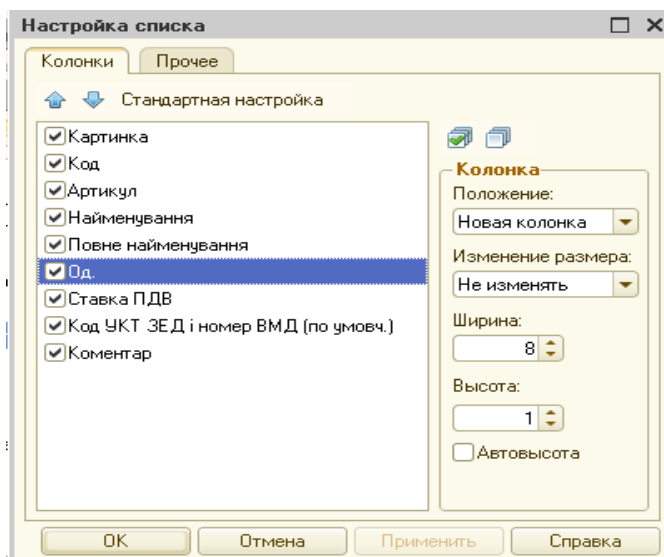 Настройка списка
Колонки
Прочее
Стандартная настройка
Картинка
Код
Артикул
Найменування
Повне найменування
Од.
Ставка ПДВ
Код УКТ ЗЕД і номер ВМД (по умовч.)
Коментар
Колонка
Положение:
Новая колонка
Изменение размера:
Не изменять
Ширина:
8
Высота:
1
Автовысота
ОК
Отмена
Применить
Справка